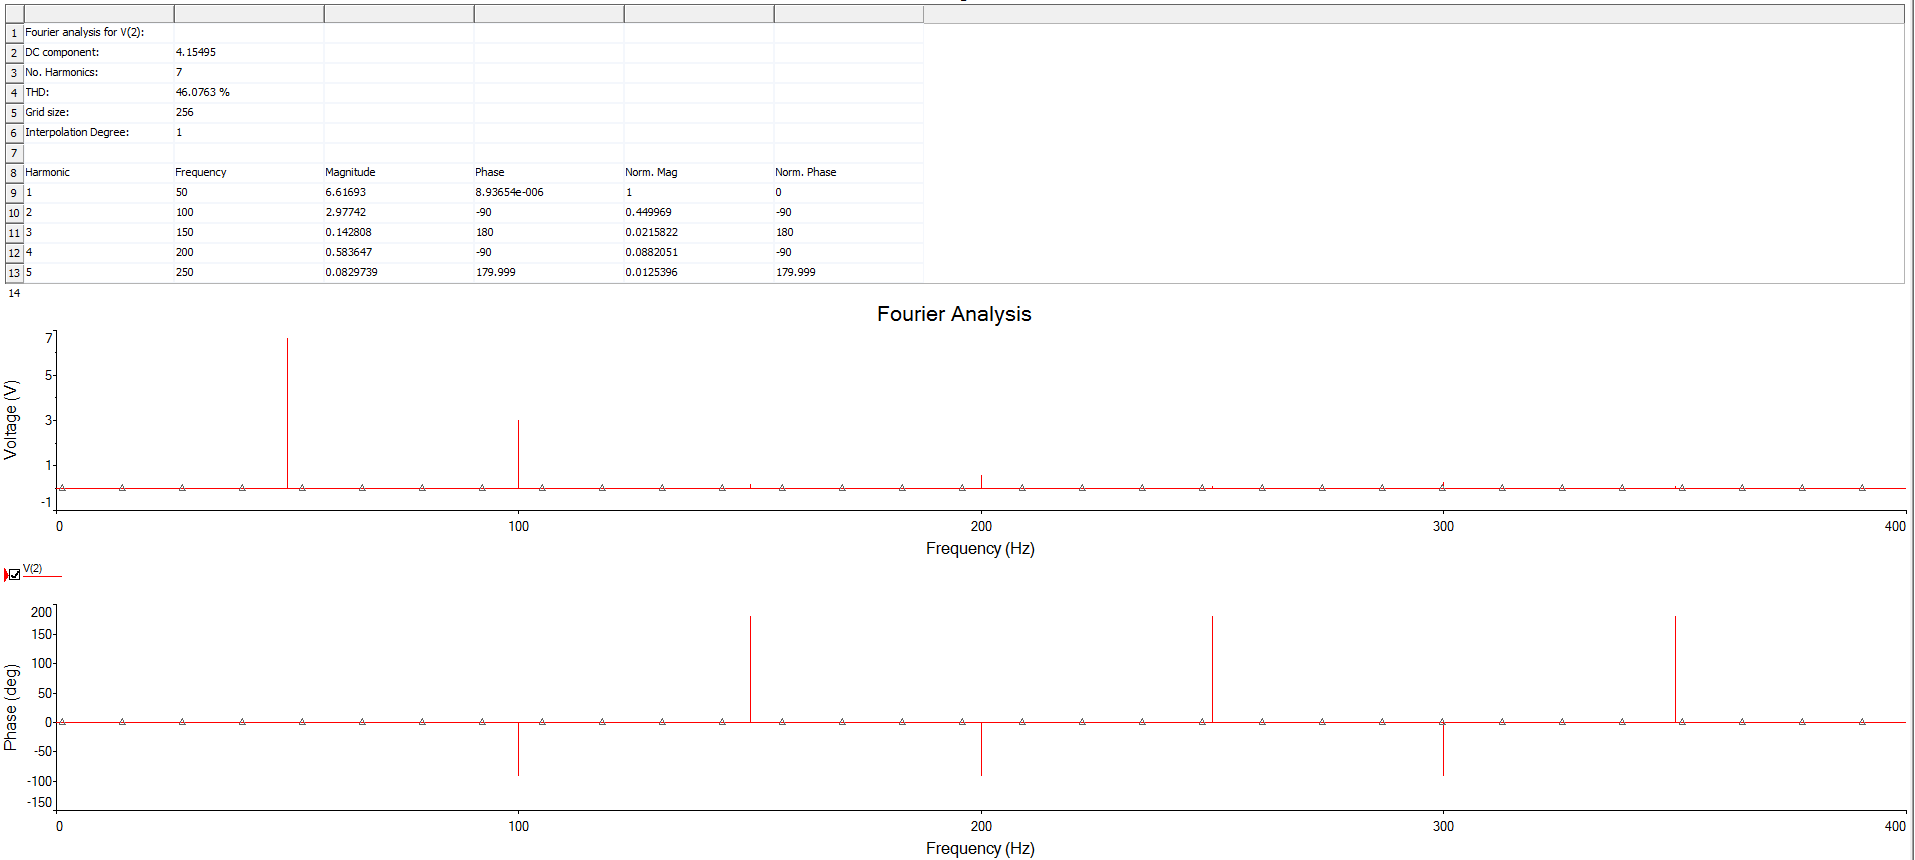 1 Fourier analysis for V(2):
2 DC component: 4.15495
3 No. Harmonics: 7
4 THD: 46.0763 %
5 Grid size: 256
6 Interpolation Degree: 1
7
8 Harmonic Frequency Magnitude Phase Norm. Mag Norm. Phase
9 1 50 6.61693 8.93654e-006 1 0
10 2 100 2.97742 -90 0.449969 -90
11 3 150 0.142808 180 0.0215822 180
12 4 200 0.583647 -90 0.0882051 -90
13 5 250 0.0829739 179.999 0.0125396 179.999
14
Fourier Analysis
Voltage (V)
7
5
3
1
-1
0 100 200 300 400
Frequency (Hz)
V(2)
Phase (deg)
200
150
100
50
0
-50
-100
-150
0 100 200 300 400
Frequency (Hz)